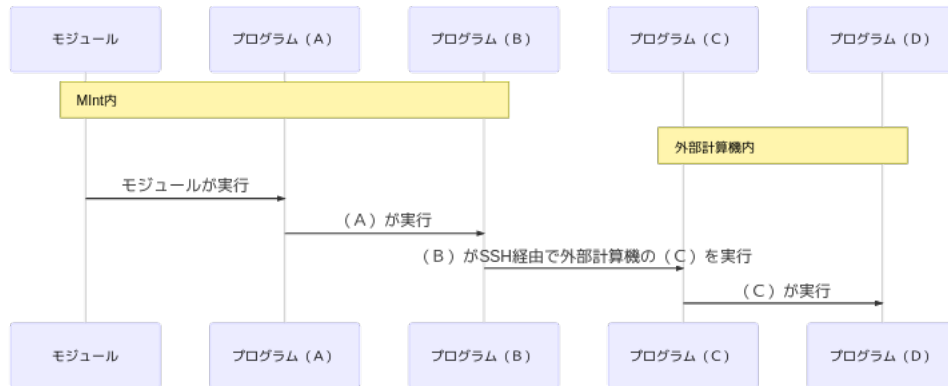 モジュール
プログラム（A）
プログラム（B）
プログラム（C）
プログラム（D）
MInt内
外部計算機内
モジュールが実行
（A）が実行
（B）がSSH経由で外部計算機の（C）を実行
（C）が実行
モジュール
プログラム（A）
プログラム（B）
プログラム（C）
プログラム（D）